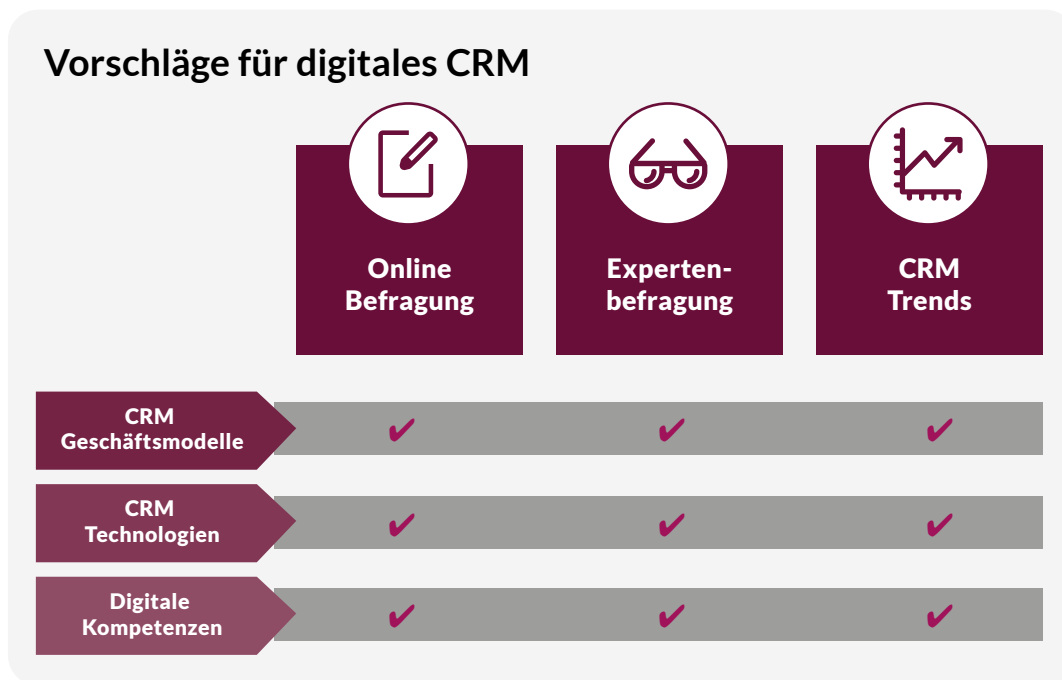 Vorschläge für digitales CRM
Online
Befragung
Experten-
befragung
CRM
Trends
CRM
Geschäftsmodelle
✔ ✔ ✔
CRM
Technologien
✔ ✔ ✔
Digitale
Kompetenzen
✔ ✔ ✔